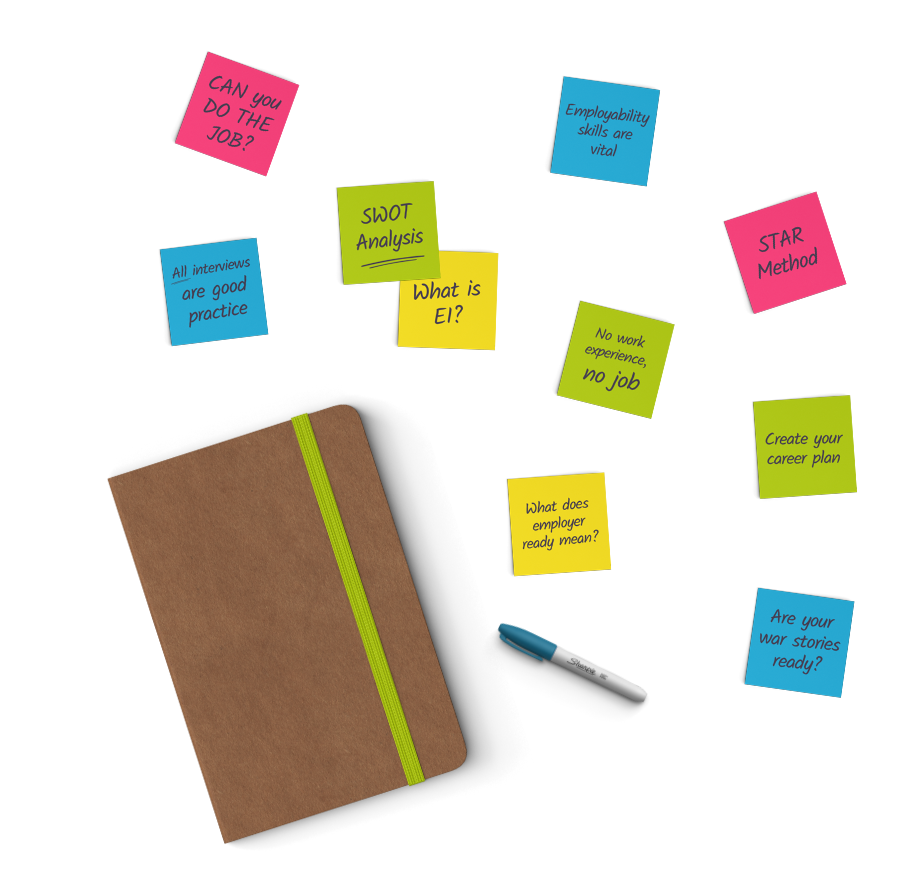 CAN you
DO THE
JOB?
Employability
skills are
vital
SWOT
Analysis
STAR
Method
All interviews
are good
practice
What is
EI?
No work
experience,
no job
Create your
career plan
What does
employer
ready mean?
Are your
war stories
ready?
Sharpie